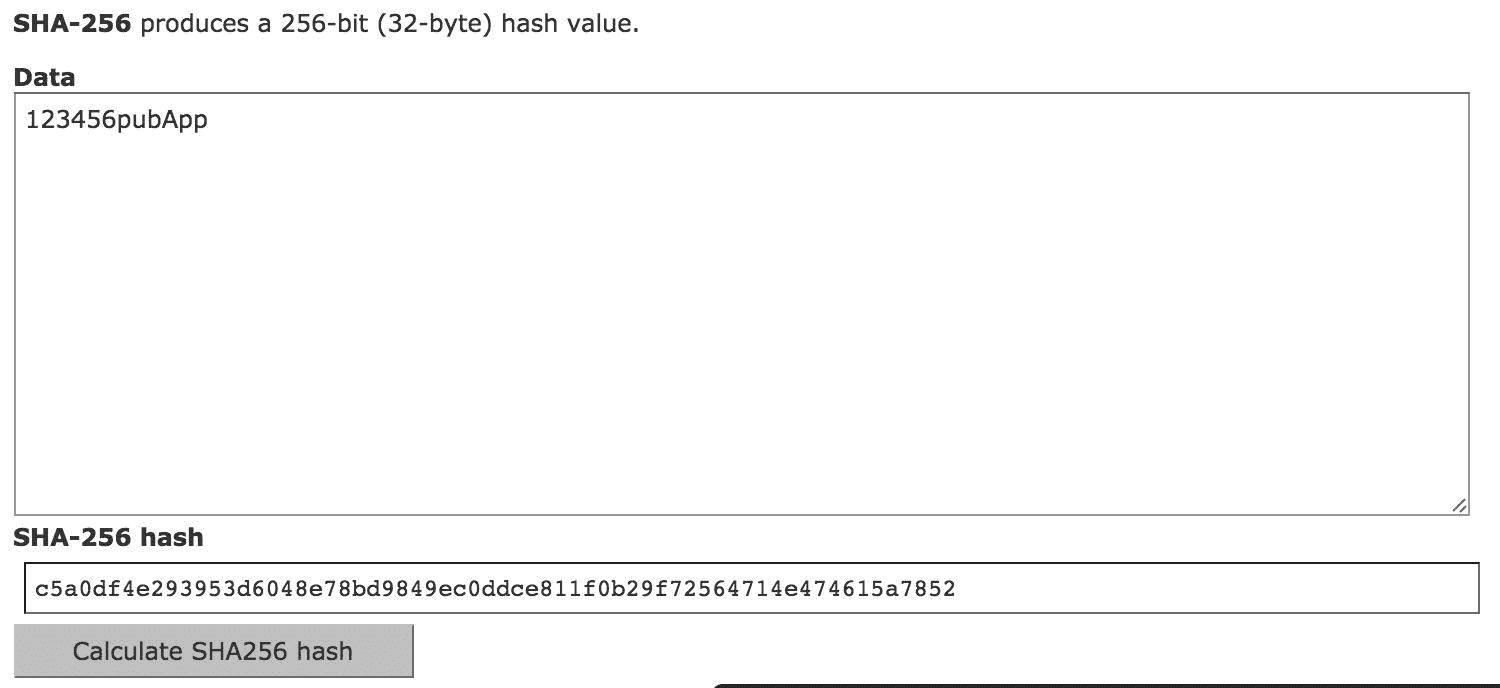 SHA-256 produces a 256-bit (32-byte) hash value.
Data
123456pubApp
SHA-256 hash
c5a0df4e293953d6048e78bd9849ec0ddce811f0b29f72564714e474615a7852
Calculate SHA256 hash